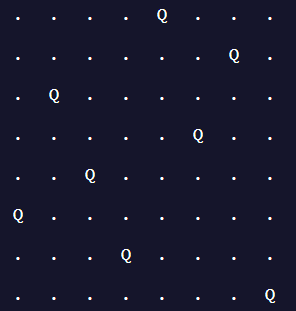 . . . . Q . . .
. . . . . . Q .
. Q . . . . . .
. . . . . Q . .
. . Q . . . . .
Q . . . . . . .
. . . Q . . . .
. . . . . . . Q